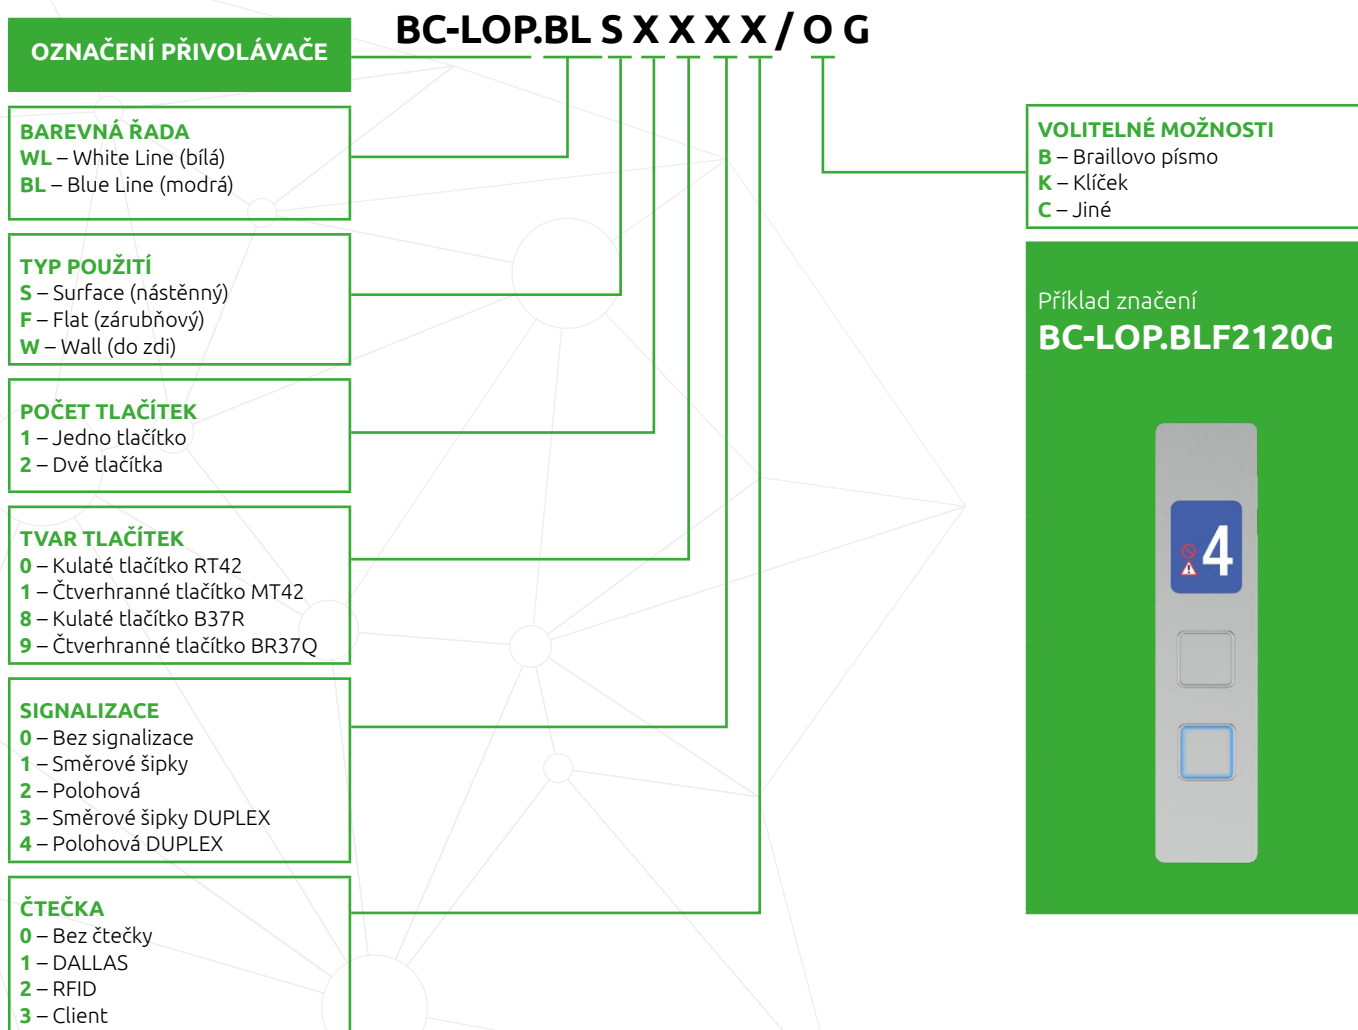 OZNAČENÍ PŘIVOLÁVAČE
BC-LOP.BL S X X X X / O G
BAREVNÁ ŘADA
WL – White Line (bílá)
BL – Blue Line (modrá)
TYP POUŽITÍ
S – Surface (nástěnný)
F – Flat (zárubňový)
W – Wall (do zdi)
POČET TLAČÍTEK
1 – Jedno tlačítko
2 – Dvě tlačítka
TVAR TLAČÍTEK
0 – Kulaté tlačítko RT42
1 – Čtverhranné tlačítko MT42
8 – Kulaté tlačítko B37R
9 – Čtverhranné tlačítko BR37Q
SIGNALIZACE
0 – Bez signalizace
1 – Směrové šipky
2 – Polohová
3 – Směrové šipky DUPLEX
4 – Polohová DUPLEX
ČTEČKA
0 – Bez čtečky
1 – DALLAS
2 – RFID
3 – Client
VOLITELNÉ MOŽNOSTI
B – Braillovo písmo
K – Klíček
C – Jiné
Příklad značení
BC-LOP.BLF2120G
4